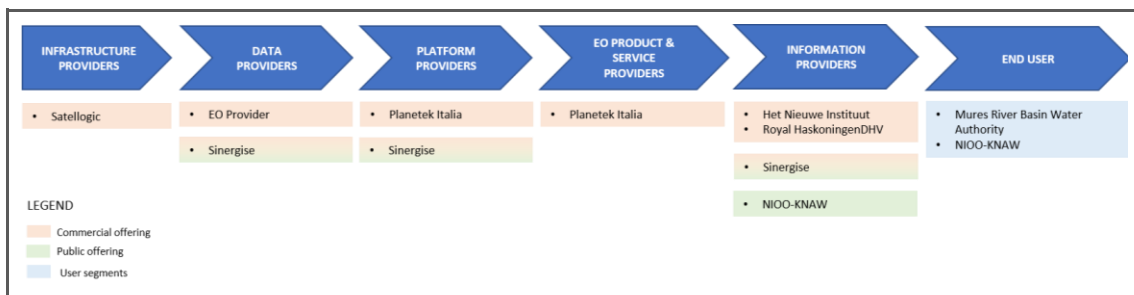 INFRASTRUCTURE
PROVIDERS
DATA
PROVIDERS
PLATFORM
PROVIDERS
EO PRODUCT &
SERVICE
PROVIDERS
INFORMATION
PROVIDERS
END USER
• Satellogic
• EO Provider
• Sinergise
• Planetek Italia
• Sinergise
• Planetek Italia
• Het Nieuwe Instituut
• Royal HaskoningenDHV
• Sinergise
• NIOO-KNAW
• Mures River Basin Water
Authority
• NIOO-KNAW
LEGEND
Commercial offering
Public offering
User segments